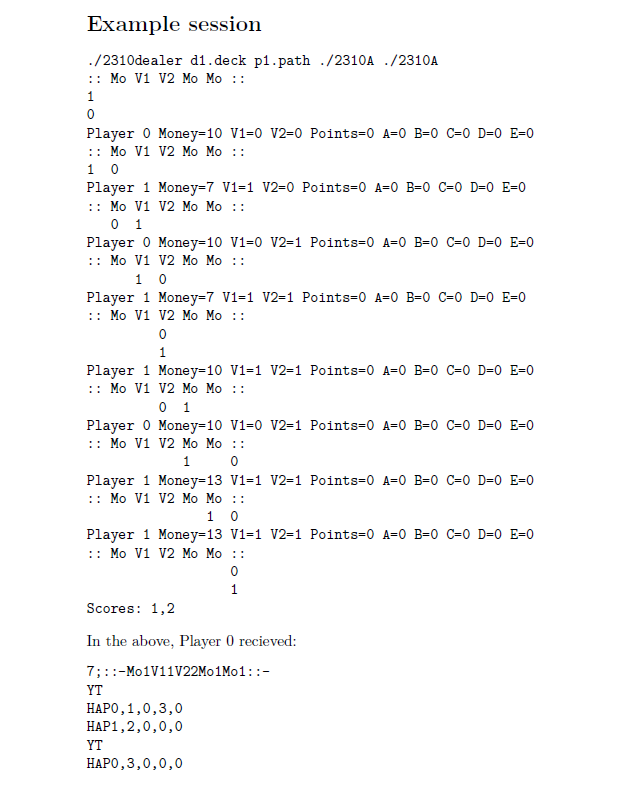 Example session
./2310dealer d1.deck p1.path ./2310A ./2310A
:: Mo V1 V2 Mo Mo ::
1
0
Player 0 Money=10 V1=0 V2=0 Points=0 A=0 B=0 C=0 D=0 E=0
:: Mo V1 V2 Mo Mo ::
1  0
Player 1 Money=7 V1=1 V2=0 Points=0 A=0 B=0 C=0 D=0 E=0
:: Mo V1 V2 Mo Mo ::
   0  1
Player 0 Money=10 V1=0 V2=1 Points=0 A=0 B=0 C=0 D=0 E=0
:: Mo V1 V2 Mo Mo ::
      1  0
Player 1 Money=7 V1=1 V2=1 Points=0 A=0 B=0 C=0 D=0 E=0
:: Mo V1 V2 Mo Mo ::
         0
         1
Player 1 Money=10 V1=1 V2=1 Points=0 A=0 B=0 C=0 D=0 E=0
:: Mo V1 V2 Mo Mo ::
         0  1
Player 0 Money=10 V1=0 V2=1 Points=0 A=0 B=0 C=0 D=0 E=0
:: Mo V1 V2 Mo Mo ::
            1     0
Player 1 Money=13 V1=1 V2=1 Points=0 A=0 B=0 C=0 D=0 E=0
:: Mo V1 V2 Mo Mo ::
               1  0
Player 1 Money=13 V1=1 V2=1 Points=0 A=0 B=0 C=0 D=0 E=0
:: Mo V1 V2 Mo Mo ::
                  0
                  1
Scores: 1,2
In the above, Player 0 recieved:
7;::-Mo1V11V22Mo1Mo1::-
YT
HAP0,1,0,3,0
HAP1,2,0,0,0
YT
HAP0,3,0,0,0